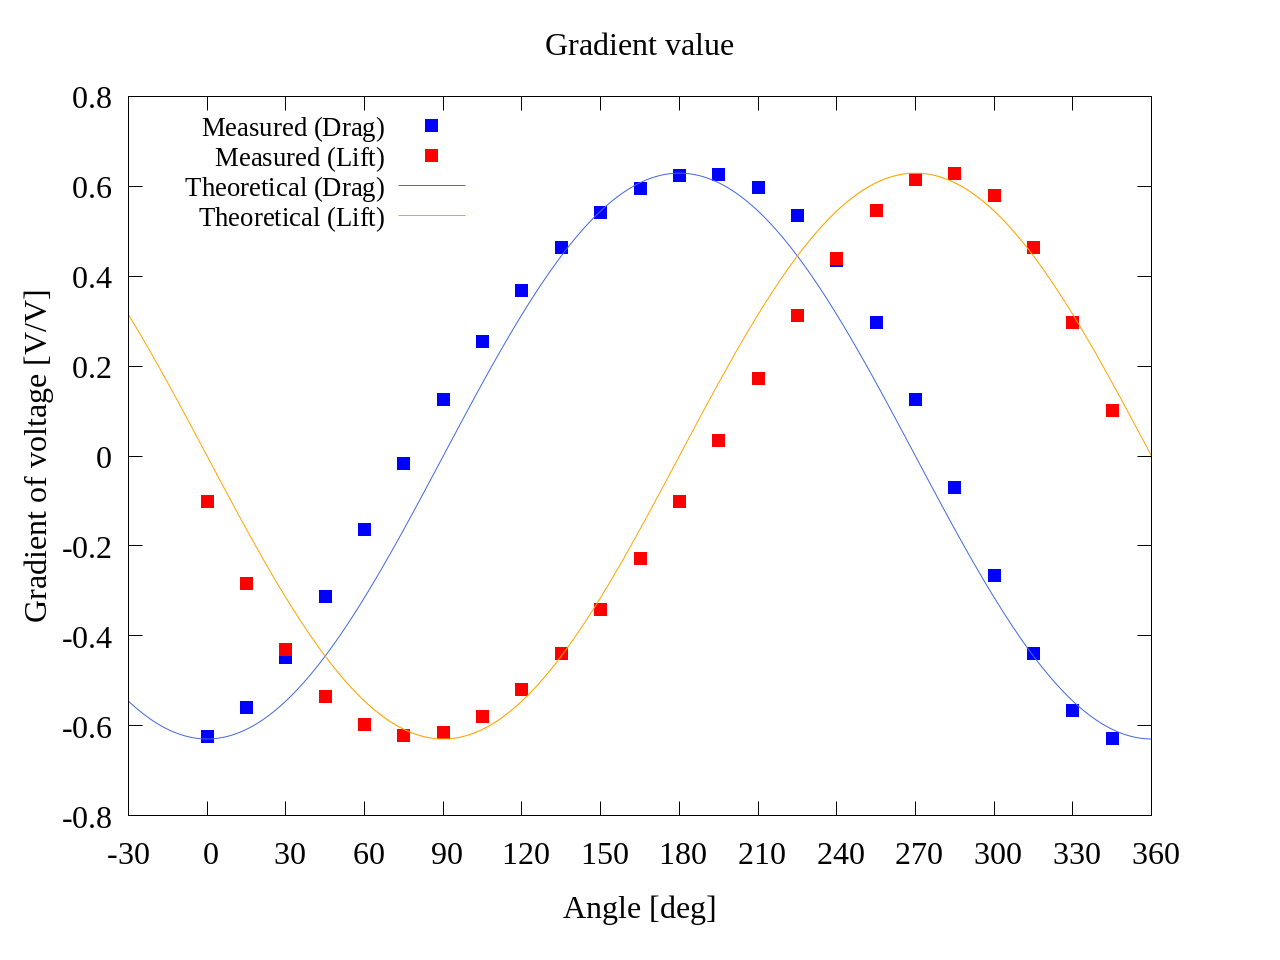 Gradient value
0.8
0.6
0.4
0.2
0
-0.2
-0.4
-0.6
-0.8
Gradient of voltage [V/V]
Measured (Drag)
Measured (Lift)
Theoretical (Drag)
Theoretical (Lift)
-30 0 30 60 90 120 150 180 210 240 270 300 330 360
Angle [deg]